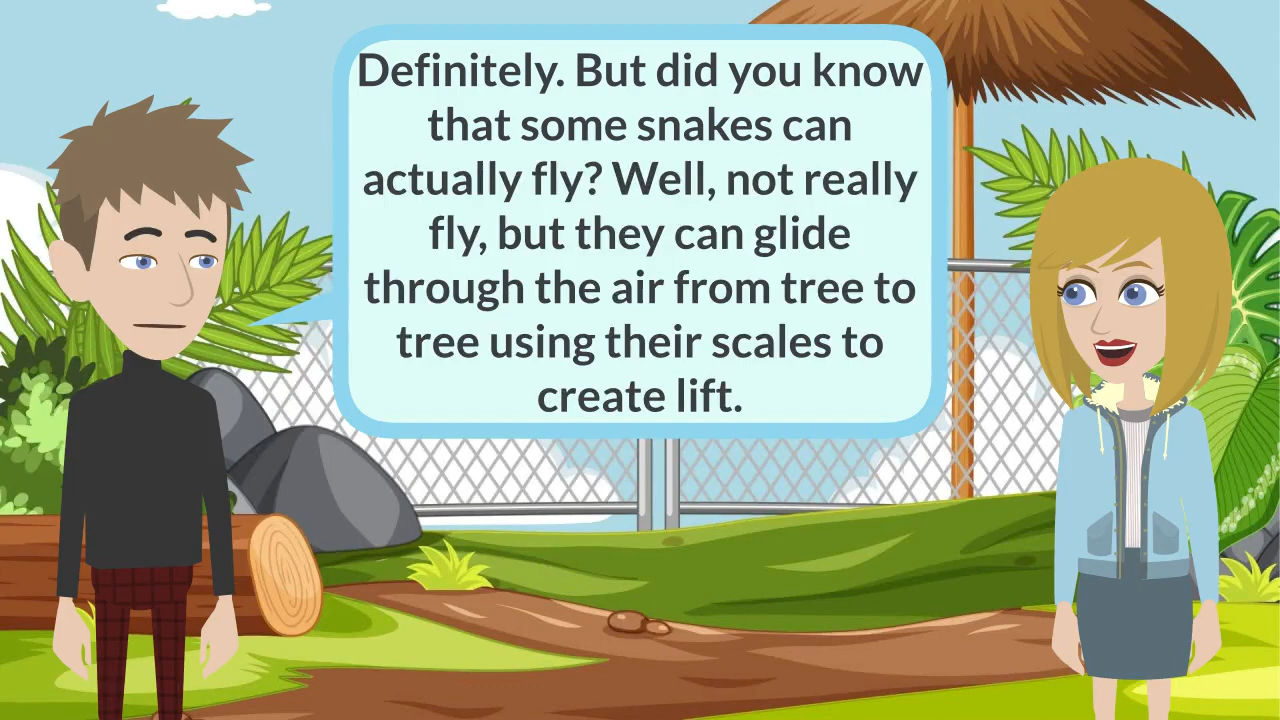 Definitely. But did you know
that some snakes can
actually fly? Well, not really
fly, but they can glide
through the air from tree to
tree using their scales to
create lift.